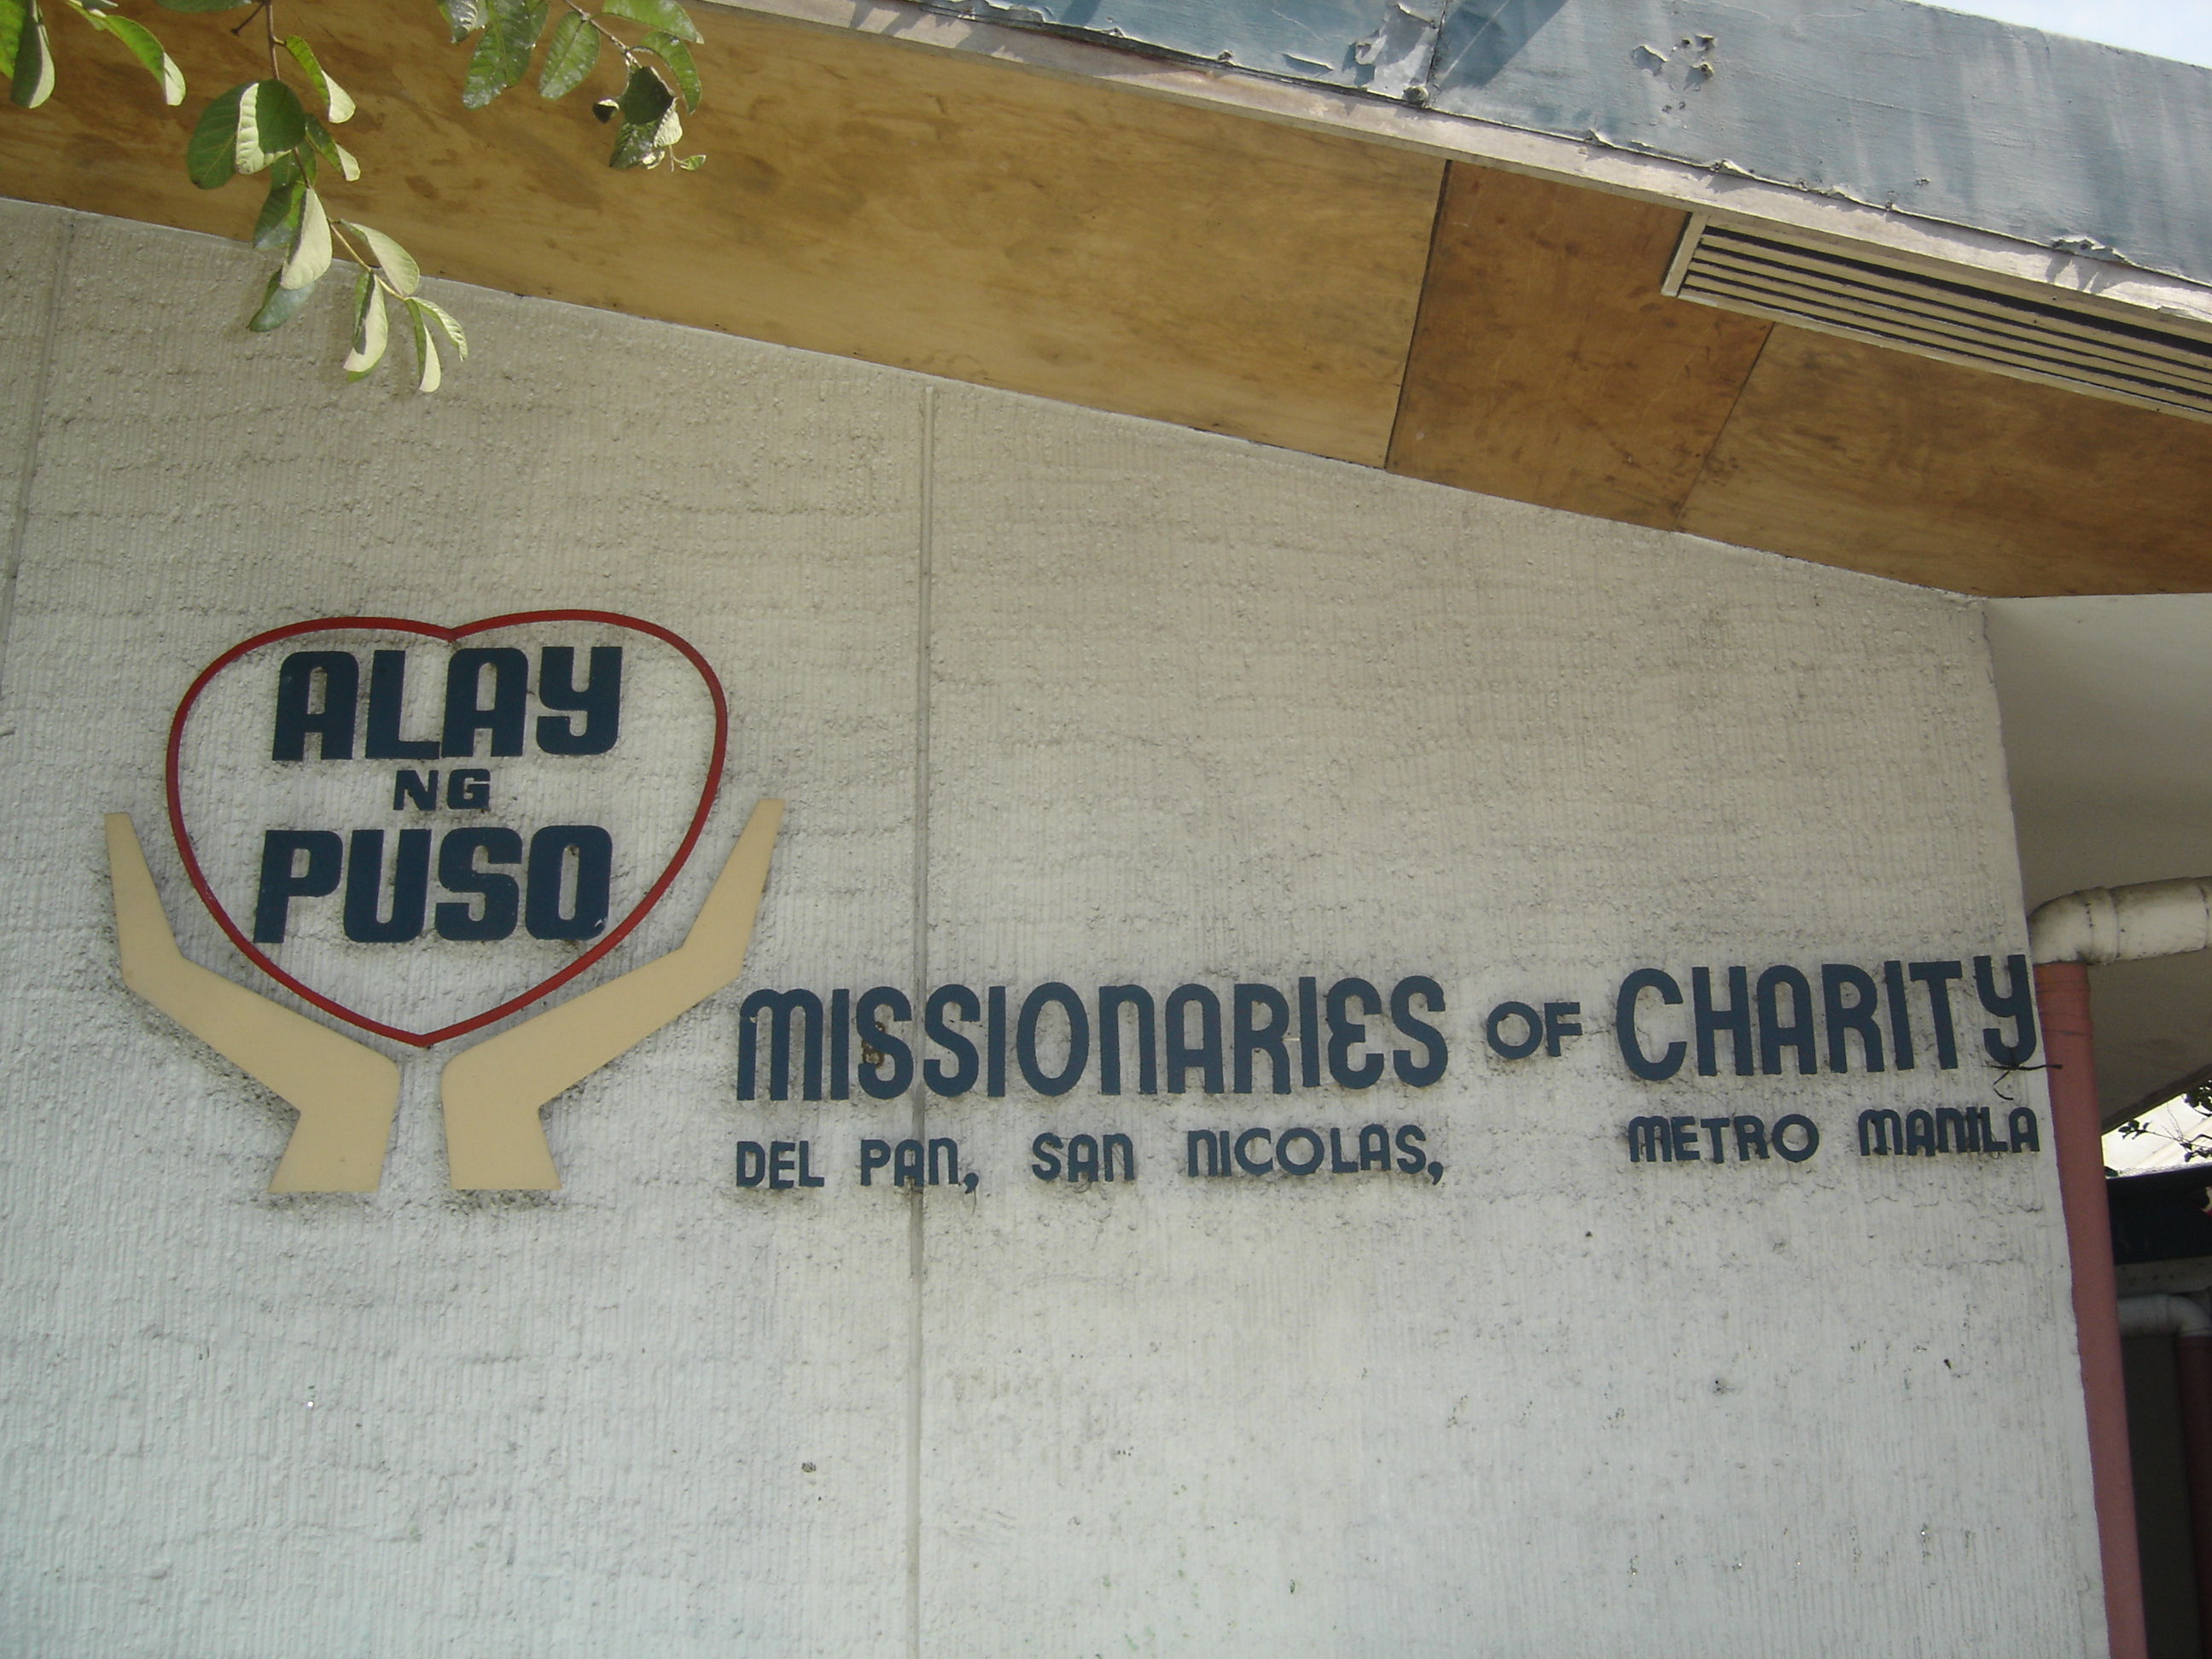 ALAY
NG
PUSO
MISSIONARIES OF CHARITY
DEL PAN, SAN NICOLAS, METRO MANILA